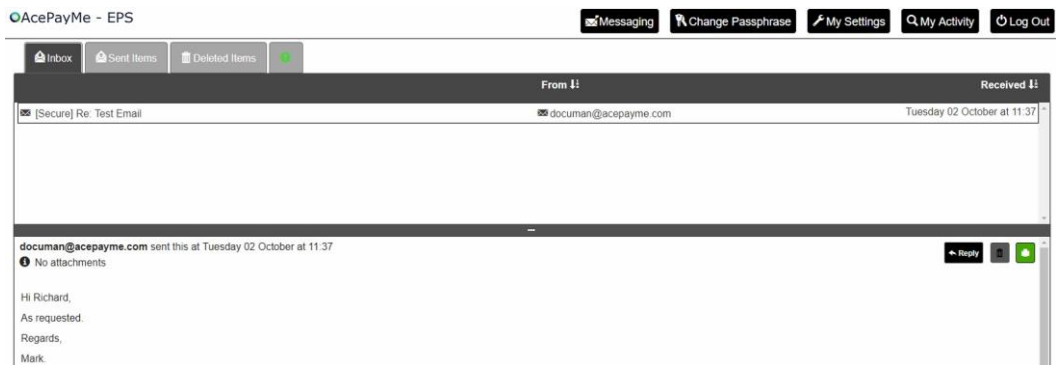 AcePayMe - EPS
Messaging
Change Passphrase
My Settings
My Activity
Log Out
Inbox
Sent Items
Deleted Items
From
Received
[Secure] Re: Test Email
documan@acepayme.com
Tuesday 02 October at 11:37
documan@acepayme.com sent this at Tuesday 02 October at 11:37
No attachments
Reply
Hi Richard,
As requested.
Regards,
Mark.